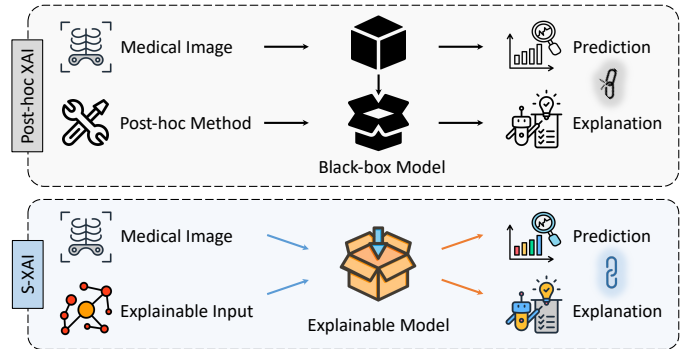 Post-hoc XAI
Medical Image
Prediction
Post-hoc Method
Explanation
Black-box Model
S-XAI
Medical Image
Prediction
Explainable Input
Explanation
Explainable Model